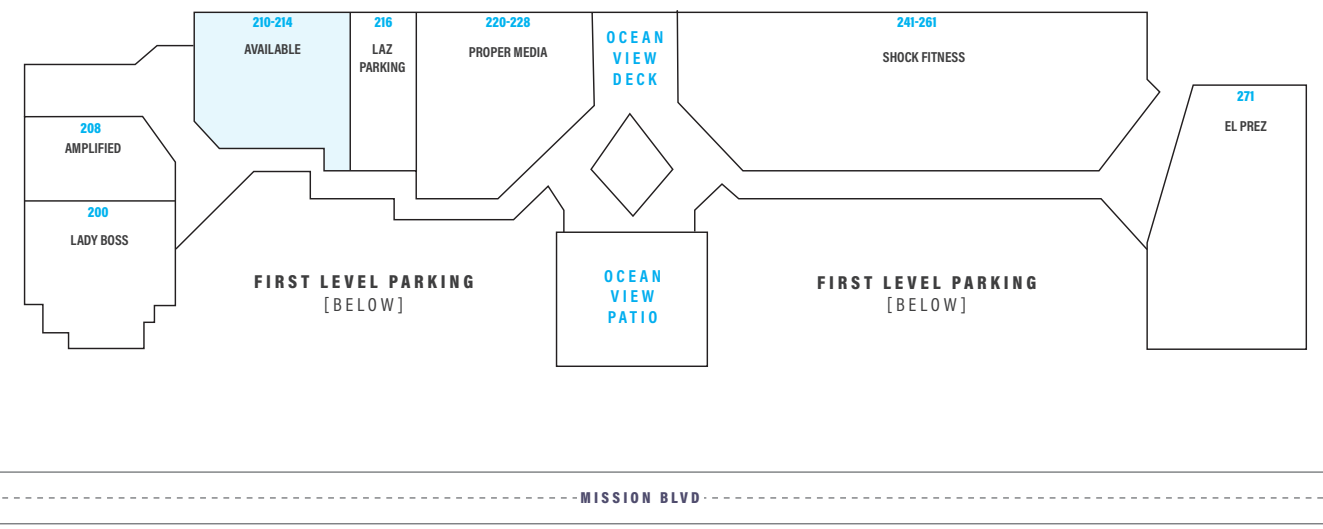 210-214
AVAILABLE
216
LAZ
PARKING
220-228
PROPER MEDIA
OCEAN
VIEW
DECK
241-261
SHOCK FITNESS
271
EL PREZ
208
AMPLIFIED
200
LADY BOSS
FIRST LEVEL PARKING
[BELOW]
OCEAN
VIEW
PATIO
FIRST LEVEL PARKING
[BELOW]
MISSION BLVD